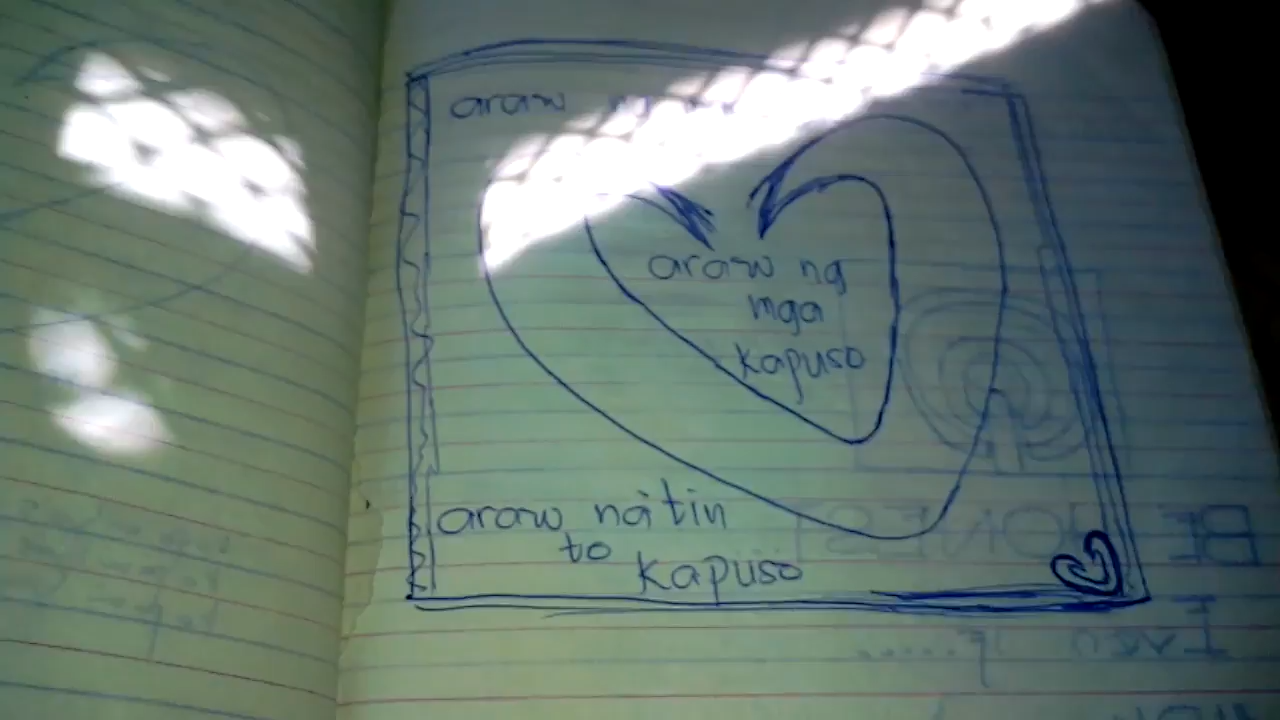 araw
araw ng
mga
kapuso
araw natin
to
kapuso